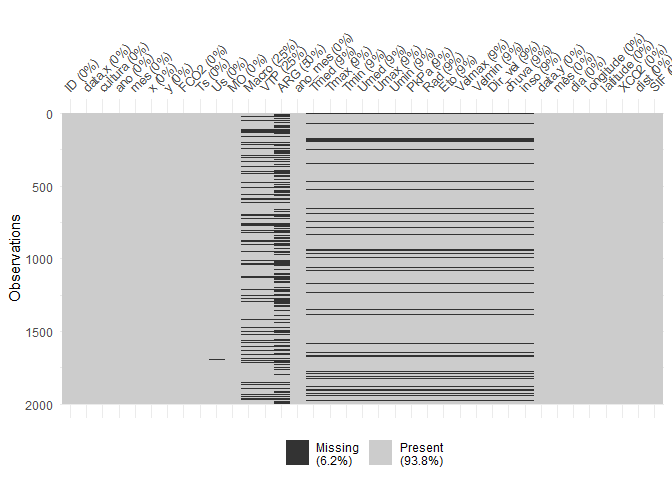 ID (0%)
data_x (0%)
cultura (0%)
ano (0%)
mes (0%)
x (0%)
y (0%)
FCO2 (0%)
Ts (0%)
Us (0%)
MO (0%)
Macro (25%)
VTP (25%)
ARG (50%)
ano_mes (0%)
Tmed (9%)
Tmax (9%)
Tmin (9%)
Umed (9%)
Umax (9%)
Umin (9%)
PkPa (9%)
Rad (9%)
Eto (9%)
Velmax (9%)
Velmin (9%)
Dir_vel (9%)
chuva (9%)
inso (9%)
data_y (0%)
mês (0%)
dia (0%)
longitude (0%)
latitude (0%)
XCO2 (0%)
dist (0%)
SIF
0
500
1000
1500
2000
Observations
Missing
(6.2%)
Present
(93.8%)